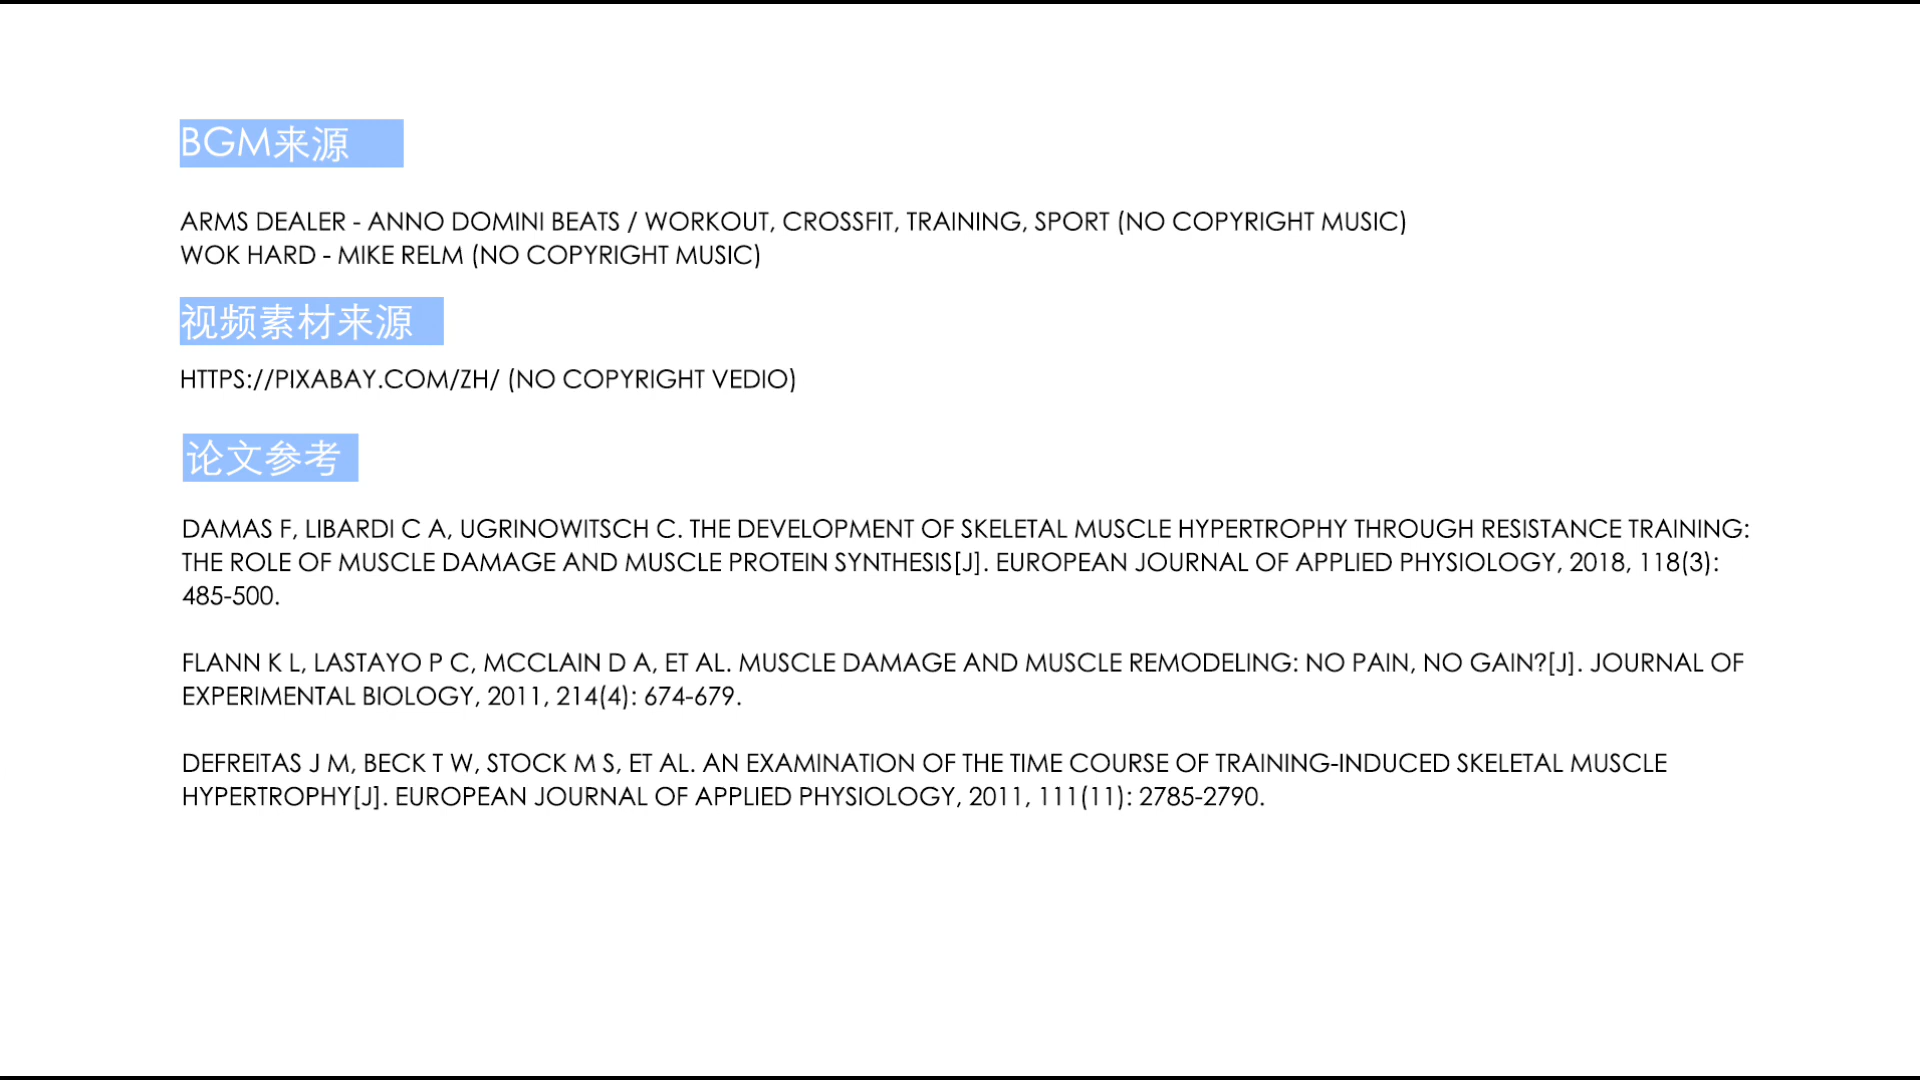 BGM来源
ARMS DEALER - ANNO DOMINI BEATS / WORKOUT, CROSSFIT, TRAINING, SPORT (NO COPYRIGHT MUSIC)
WOK HARD - MIKE RELM (NO COPYRIGHT MUSIC)
视频素材来源
HTTPS://PIXABAY.COM/ZH/ (NO COPYRIGHT VEDIO)
论文参考
DAMAS F, LIBARDI C A, UGRINOWITSCH C. THE DEVELOPMENT OF SKELETAL MUSCLE HYPERTROPHY THROUGH RESISTANCE TRAINING:
THE ROLE OF MUSCLE DAMAGE AND MUSCLE PROTEIN SYNTHESIS[J]. EUROPEAN JOURNAL OF APPLIED PHYSIOLOGY, 2018, 118(3):
485-500.
FLANN K L, LASTAYO P C, MCCLAIN D A, ET AL. MUSCLE DAMAGE AND MUSCLE REMODELING: NO PAIN, NO GAIN?[J]. JOURNAL OF
EXPERIMENTAL BIOLOGY, 2011, 214(4): 674-679.
DEFREITAS J M, BECK T W, STOCK M S, ET AL. AN EXAMINATION OF THE TIME COURSE OF TRAINING-INDUCED SKELETAL MUSCLE
HYPERTROPHY[J]. EUROPEAN JOURNAL OF APPLIED PHYSIOLOGY, 2011, 111(11): 2785-2790.